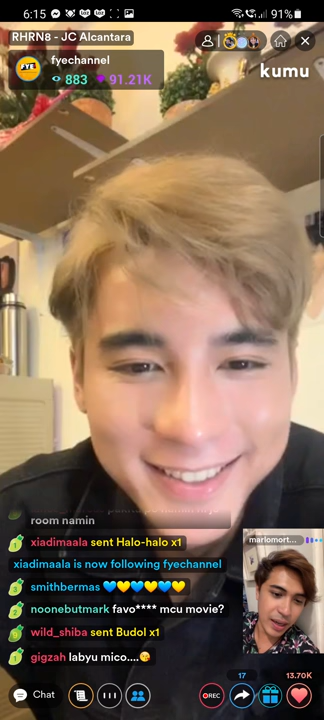 6:15
91%
RHRN8 - JC Alcantara
fyechannel
FYE
883
91.21K
kumu
room namin
xiadimaala sent Halo-halo x1
xiadimaala is now following fyechannel
smithbermas 💙💛💙💛💙💛
noonebutmark favo**** mcu movie?
wild_shiba sent Budol x1
gigzah labyu mico....😘
mariomort...
17
13.70K
Chat
REC